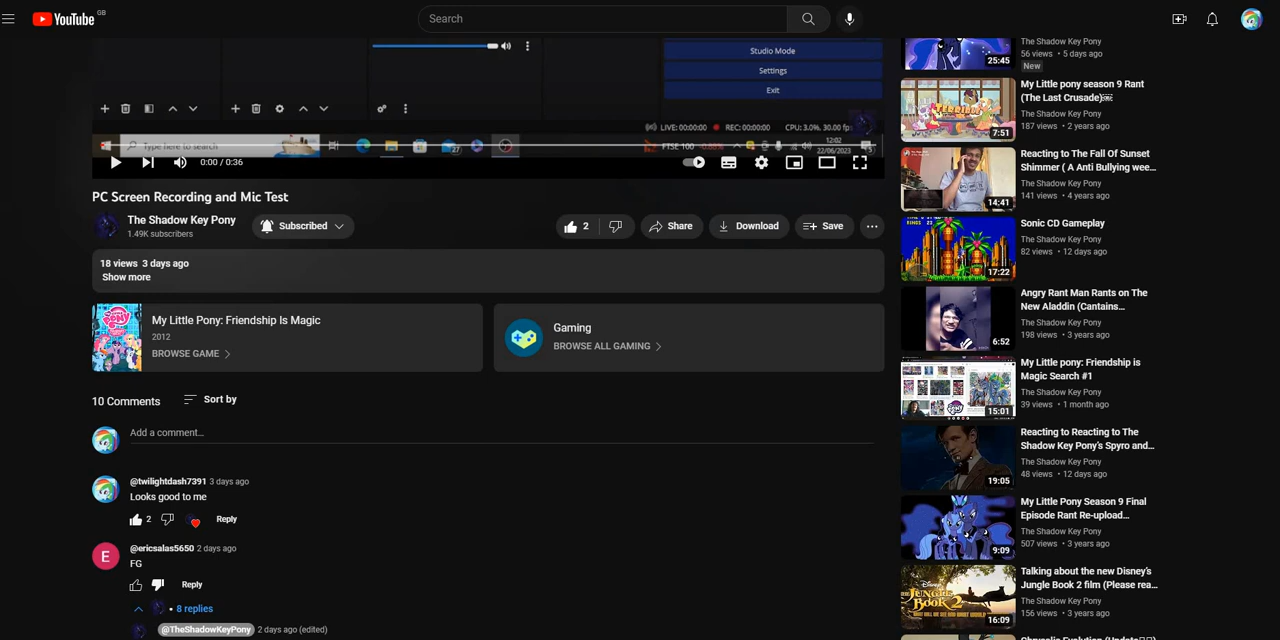 YouTube GB
Search
Studio Mode
Settings
Exit
LIVE: 00:00:00 REC: 00:00:00 CPU: 3.0%, 30.00 fps
Type here to search
FTSE 100
12:02
22/06/2023
0:00 / 0:36
PC Screen Recording and Mic Test
The Shadow Key Pony
1.49K subscribers
Subscribed
2
Share
Download
Save
18 views 3 days ago
Show more
My Little Pony: Friendship Is Magic
2012
BROWSE GAME
Gaming
BROWSE ALL GAMING
10 Comments
Sort by
Add a comment...
@twilightdash7391 3 days ago
Looks good to me
2
Reply
E
@ericsalas5650 2 days ago
FG
Reply
8 replies
@TheShadowKeyPony 2 days ago (edited)
25:45
The Shadow Key Pony
56 views • 5 days ago
New
7:51
My Little pony season 9 Rant
(The Last Crusade)
The Shadow Key Pony
187 views • 2 years ago
14:41
Reacting to The Fall Of Sunset
Shimmer ( A Anti Bullying wee...
The Shadow Key Pony
141 views • 4 years ago
17:22
Sonic CD Gameplay
The Shadow Key Pony
82 views • 12 days ago
6:52
Angry Rant Man Rants on The
New Aladdin (Cantains...
The Shadow Key Pony
198 views • 3 years ago
15:01
My Little pony: Friendship is
Magic Search #1
The Shadow Key Pony
39 views • 1 month ago
19:05
Reacting to Reacting to The
Shadow Key Pony's Spyro and...
The Shadow Key Pony
48 views • 12 days ago
9:09
My Little Pony Season 9 Final
Episode Rant Re-upload...
The Shadow Key Pony
507 views • 3 years ago
Disney
JUNGLE
BOOK 2
16:09
Talking about the new Disney's
Jungle Book 2 film (Please rea...
The Shadow Key Pony
156 views • 3 years ago